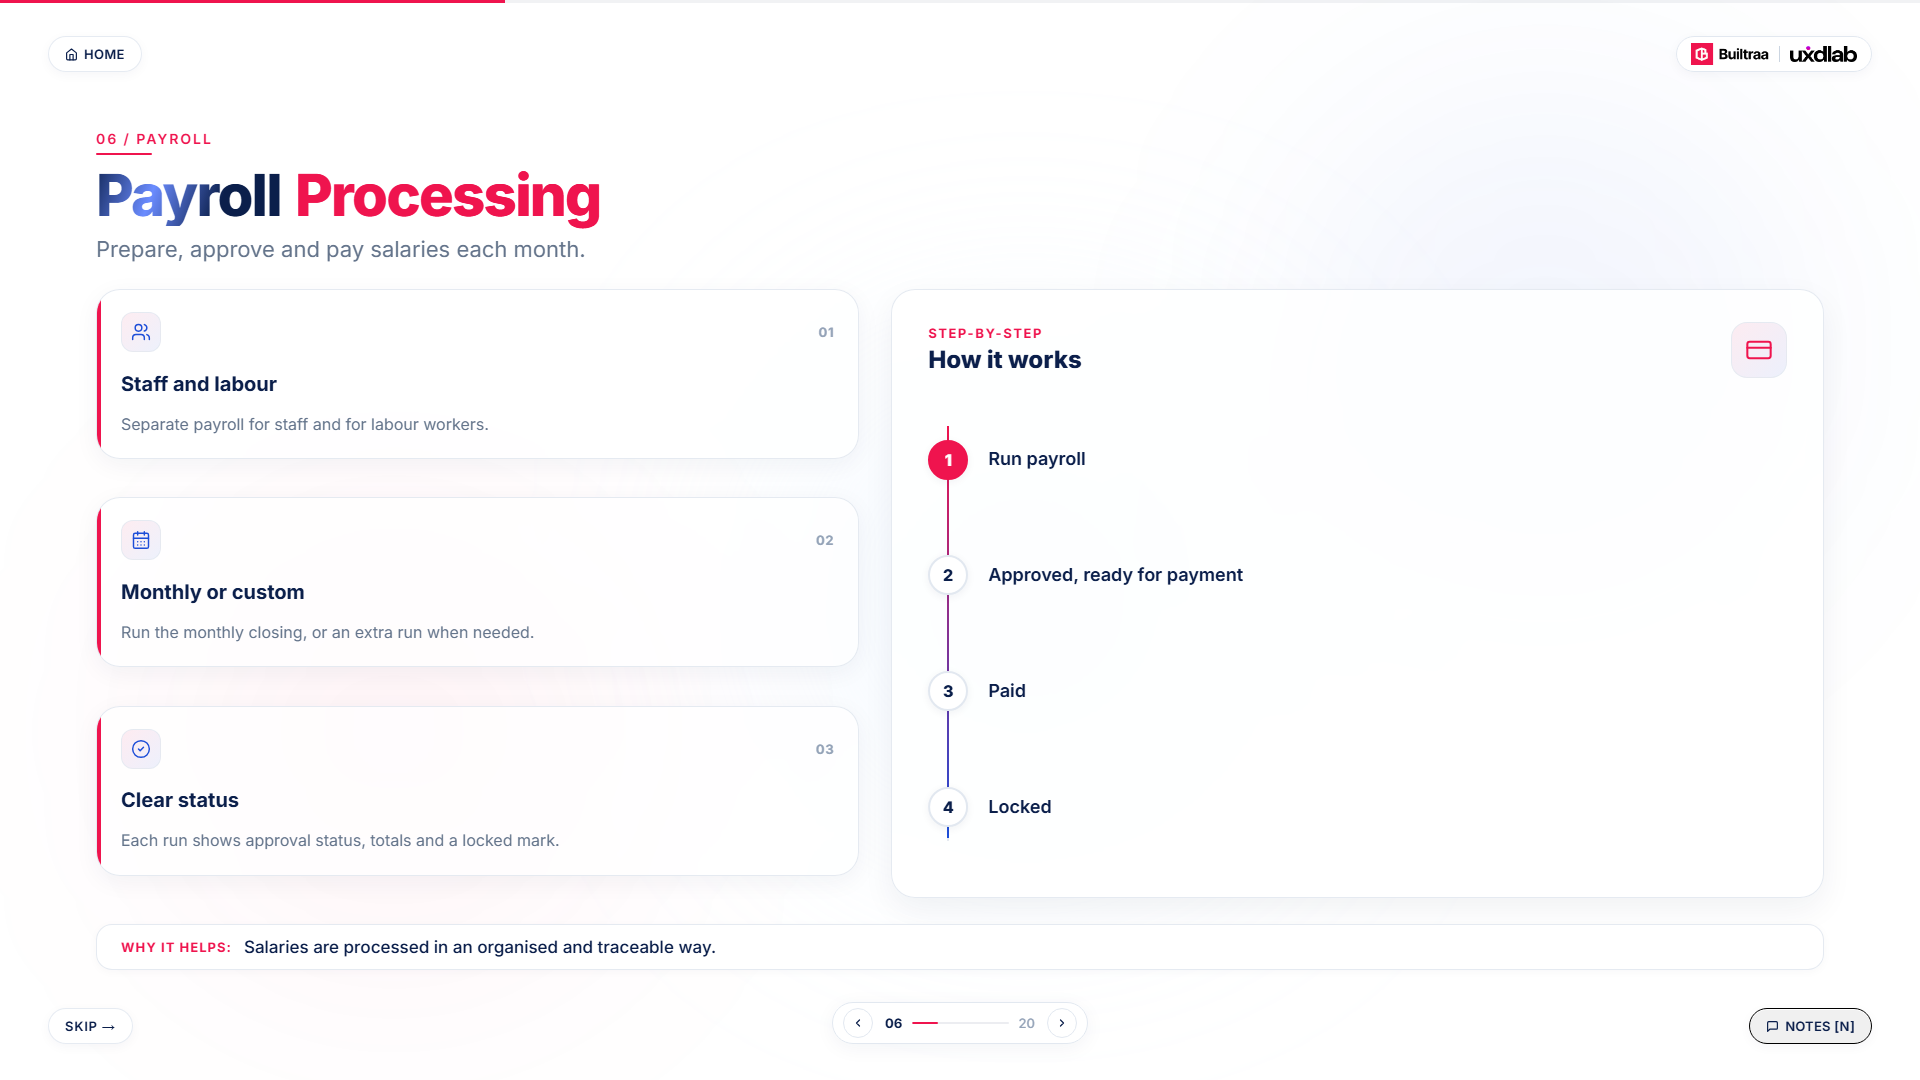 HOME
Builtraa
uxdlab
06 / PAYROLL
Payroll Processing
Prepare, approve and pay salaries each month.
01
Staff and labour
Separate payroll for staff and for labour workers.
02
Monthly or custom
Run the monthly closing, or an extra run when needed.
03
Clear status
Each run shows approval status, totals and a locked mark.
STEP-BY-STEP
How it works
1 Run payroll
2 Approved, ready for payment
3 Paid
4 Locked
WHY IT HELPS: Salaries are processed in an organised and traceable way.
SKIP →
06 20
NOTES [N]